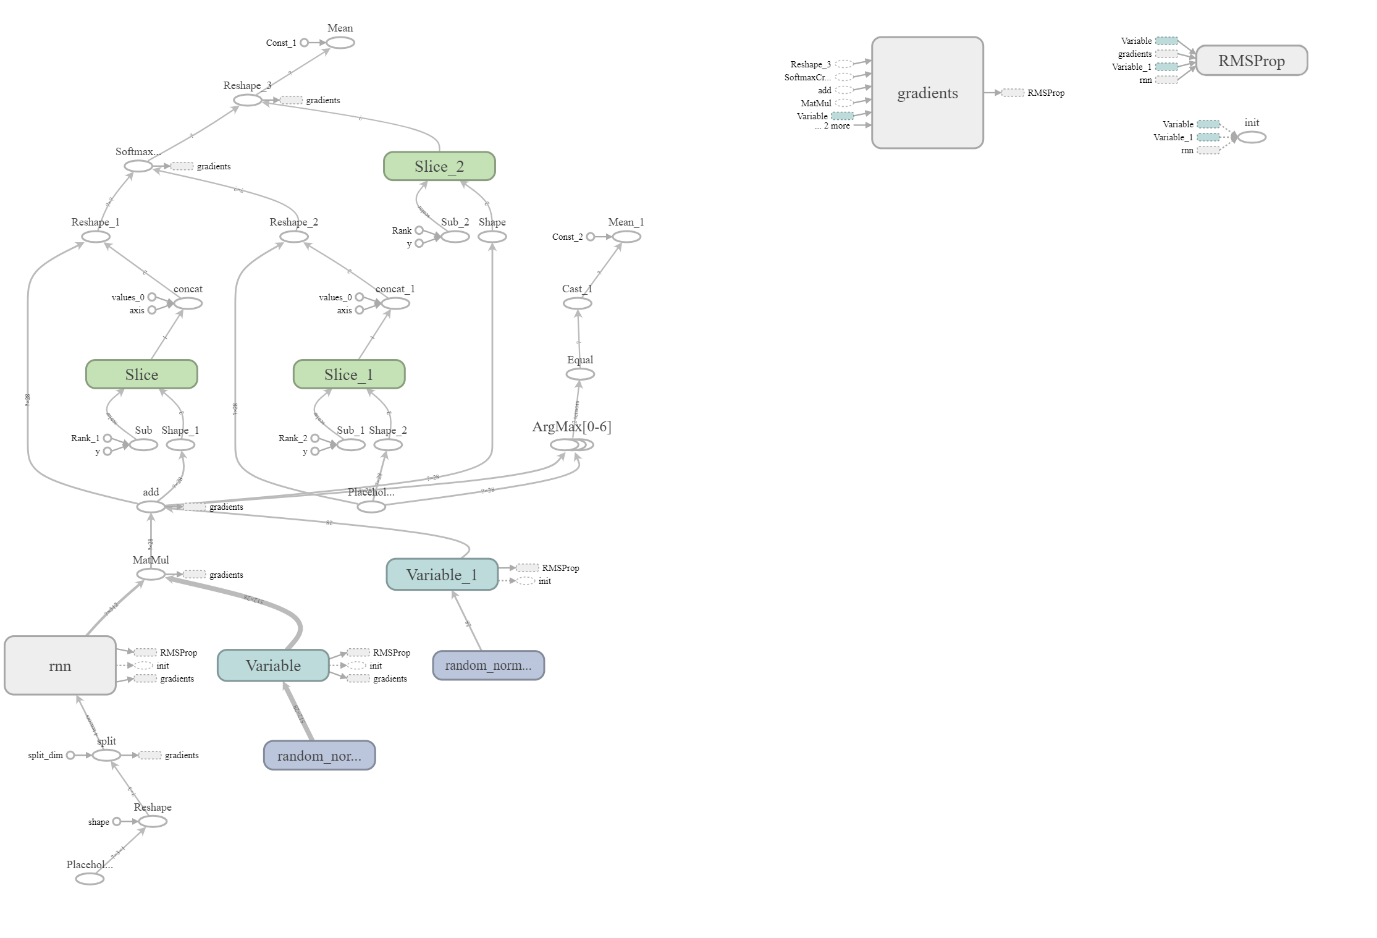 Mean
Const_1
Reshape_3
gradients
Softmax...
gradients
Slice_2
Reshape_1
Reshape_2
Rank
y
Sub_2
Shape
Mean_1
Const_2
concat
values_0
axis
concat_1
values_0
axis
Cast_1
Slice
Slice_1
Equal
Rank_1
y
Sub
Shape_1
Rank_2
y
Sub_1
Shape_2
ArgMax[0-6]
add
gradients
Placehol...
MatMul
gradients
Variable_1
RMSProp
init
rnn
RMSProp
init
gradients
Variable
RMSProp
init
gradients
random_norm...
split_dim
split
gradients
random_nor...
Reshape
shape
Placehol...
Reshape_3
SoftmaxCr...
add
MatMul
Variable
... 2 more
gradients
RMSProp
Variable
gradients
Variable_1
rnn
RMSProp
Variable
Variable_1
rnn
init